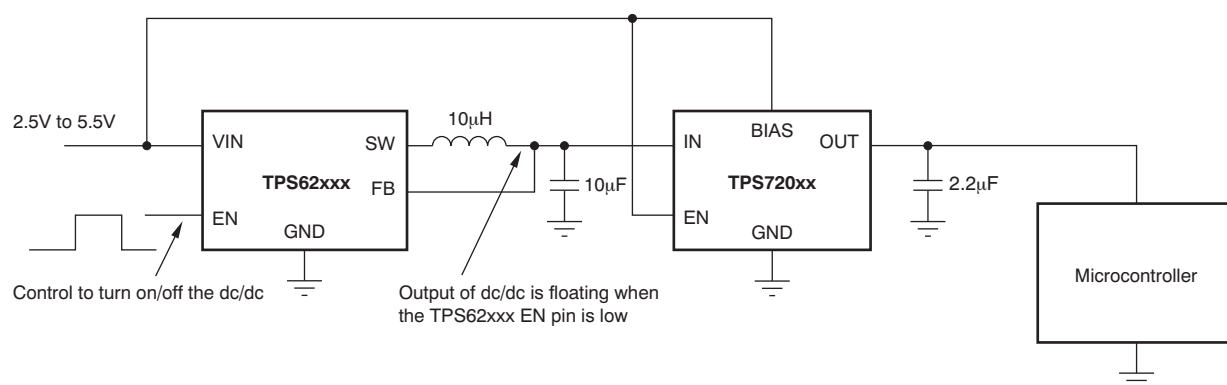 2.5V to 5.5V
VIN
SW
FB
TPS62xxx
EN
GND
10μH
10μF
IN
BIAS
OUT
TPS720xx
EN
GND
2.2μF
Microcontroller
Control to turn on/off the dc/dc
Output of dc/dc is floating when
the TPS62xxx EN pin is low